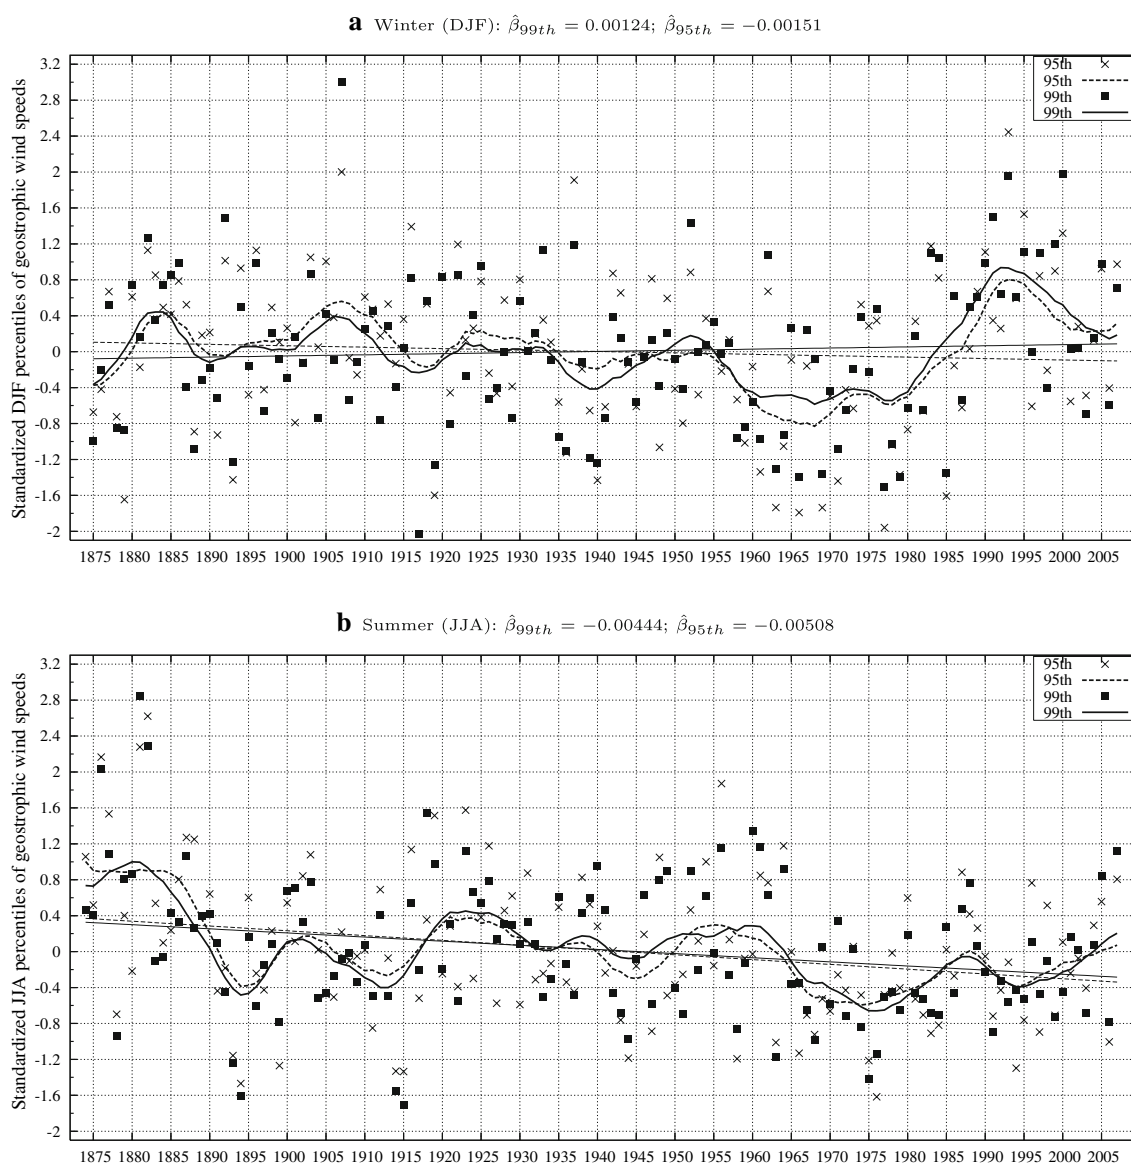 a Winter (DJF): β̂99th = 0.00124; β̂95th = −0.00151
Standardized DJF percentiles of geostrophic wind speeds
3.2
2.8
2.4
2
1.6
1.2
0.8
0.4
0
-0.4
-0.8
-1.2
-1.6
-2
95th
95th
99th
99th
1875 1880 1885 1890 1895 1900 1905 1910 1915 1920 1925 1930 1935 1940 1945 1950 1955 1960 1965 1970 1975 1980 1985 1990 1995 2000 2005
b Summer (JJA): β̂99th = −0.00444; β̂95th = −0.00508
Standardized JJA percentiles of geostrophic wind speeds
3.2
2.8
2.4
2
1.6
1.2
0.8
0.4
0
-0.4
-0.8
-1.2
-1.6
-2
95th
95th
99th
99th
1875 1880 1885 1890 1895 1900 1905 1910 1915 1920 1925 1930 1935 1940 1945 1950 1955 1960 1965 1970 1975 1980 1985 1990 1995 2000 2005